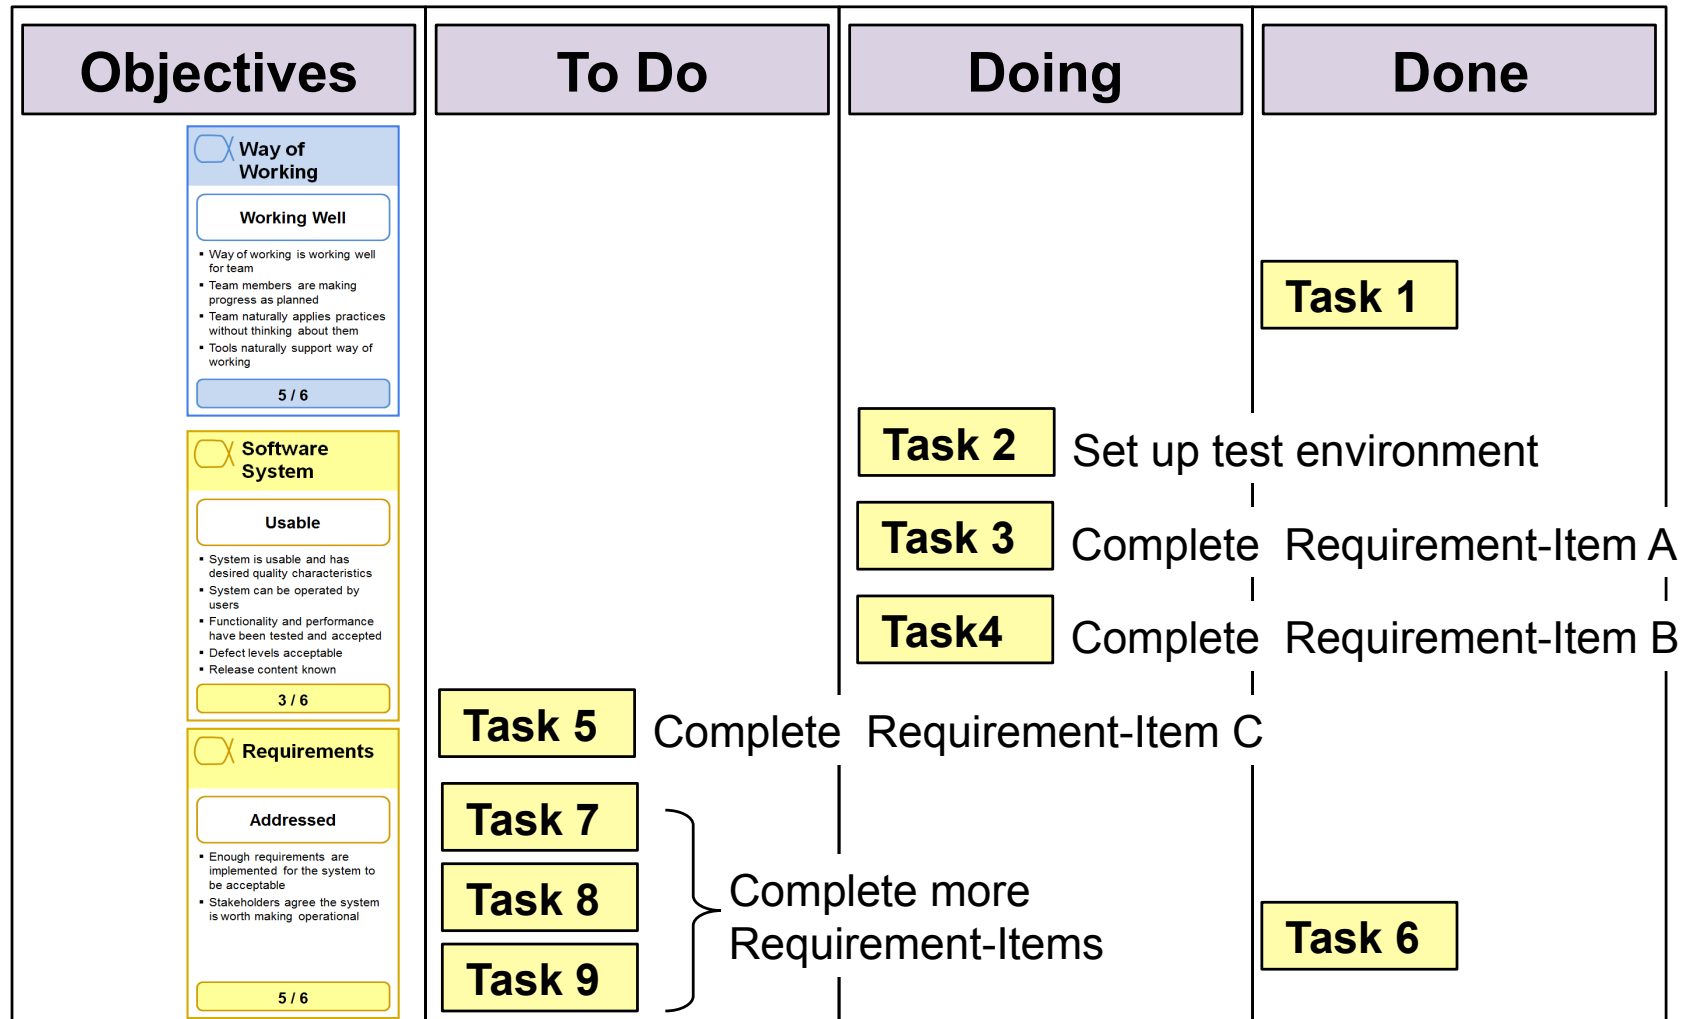 Objectives
To Do
Doing
Done
Way of
Working
Working Well
▪ Way of working is working well
for team
▪ Team members are making
progress as planned
▪ Team naturally applies practices
without thinking about them
▪ Tools naturally support way of
working
5 / 6
Task 1
Software
System
Usable
▪ System is usable and has
desired quality characteristics
▪ System can be operated by
users
▪ Functionality and performance
have been tested and accepted
▪ Defect levels acceptable
▪ Release content known
3 / 6
Task 2
Set up test environment
Task 3
Complete Requirement-Item A
Task4
Complete Requirement-Item B
Requirements
Addressed
▪ Enough requirements are
implemented for the system to
be acceptable
▪ Stakeholders agree the system
is worth making operational
5 / 6
Task 5
Complete Requirement-Item C
Task 7
Task 8
Task 9
Complete more
Requirement-Items
Task 6